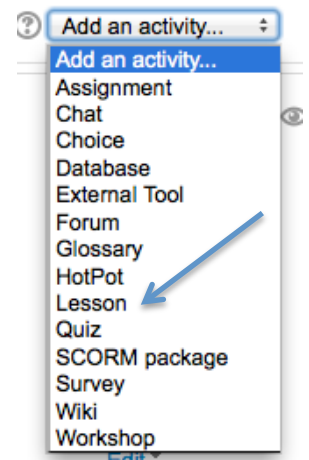 Add an activity...
Add an activity...
Assignment
Chat
Choice
Database
External Tool
Forum
Glossary
HotPot
Lesson
Quiz
SCORM package
Survey
Wiki
Workshop
Edit